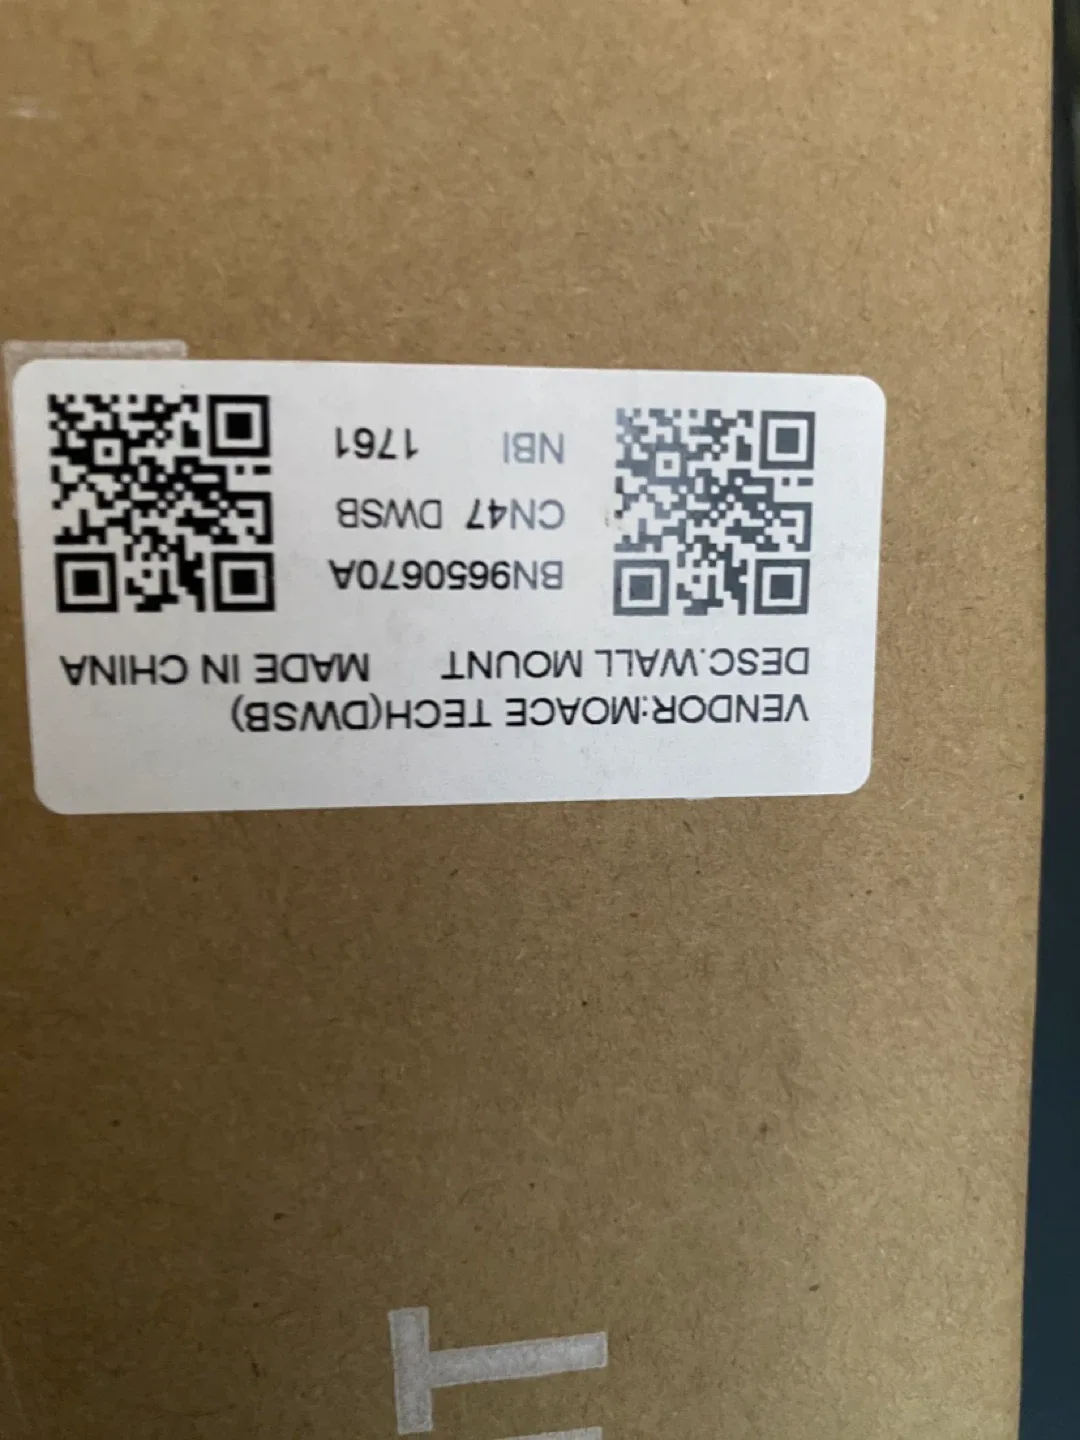 VENDOR:MOACE TECH(DWSB)
DESC.WALL MOUNT MADE IN CHINA
BN9650670A
CN47 DWSB
NBI 1761
T